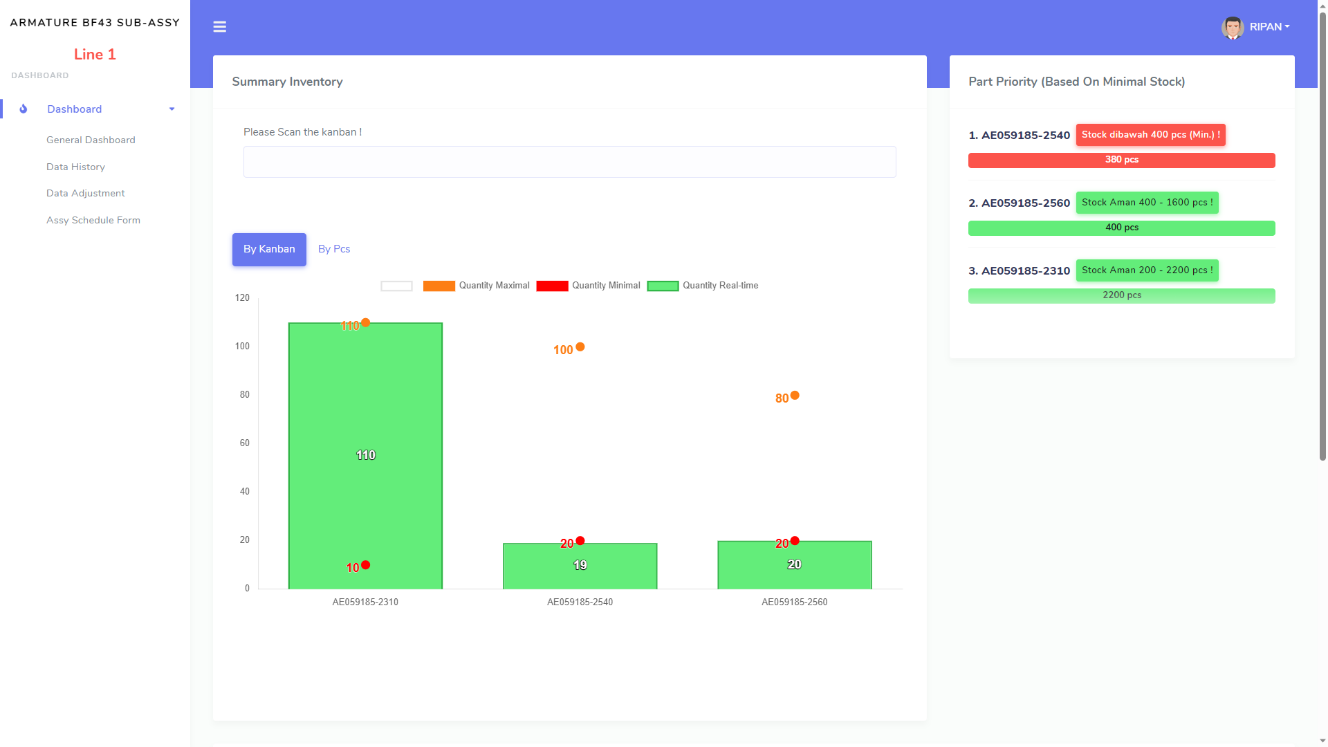 ARMATURE BF43 SUB-ASSY
Line 1
DASHBOARD
Dashboard
General Dashboard
Data History
Data Adjustment
Assy Schedule Form
RIPAN
Summary Inventory
Please Scan the kanban !
By Kanban By Pcs
Quantity Maximal Quantity Minimal Quantity Real-time
120
100
80
60
40
20
0
110
110
10
100
20
19
80
20
20
AE059185-2310 AE059185-2540 AE059185-2560
Part Priority (Based On Minimal Stock)
1. AE059185-2540 Stock dibawah 400 pcs (Min.) !
380 pcs
2. AE059185-2560 Stock Aman 400 - 1600 pcs !
400 pcs
3. AE059185-2310 Stock Aman 200 - 2200 pcs !
2200 pcs